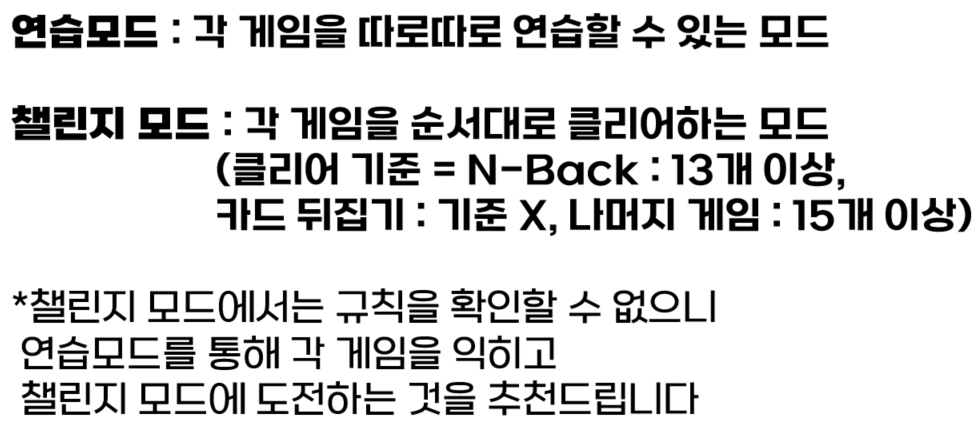 연습모드 : 각 게임을 따로따로 연습할 수 있는 모드
챌린지 모드 : 각 게임을 순서대로 클리어하는 모드
(클리어 기준 = N-Back : 13개 이상,
카드 뒤집기 : 기준 X, 나머지 게임 : 15개 이상)
*챌린지 모드에서는 규칙을 확인할 수 없으니
연습모드를 통해 각 게임을 익히고
챌린지 모드에 도전하는 것을 추천드립니다